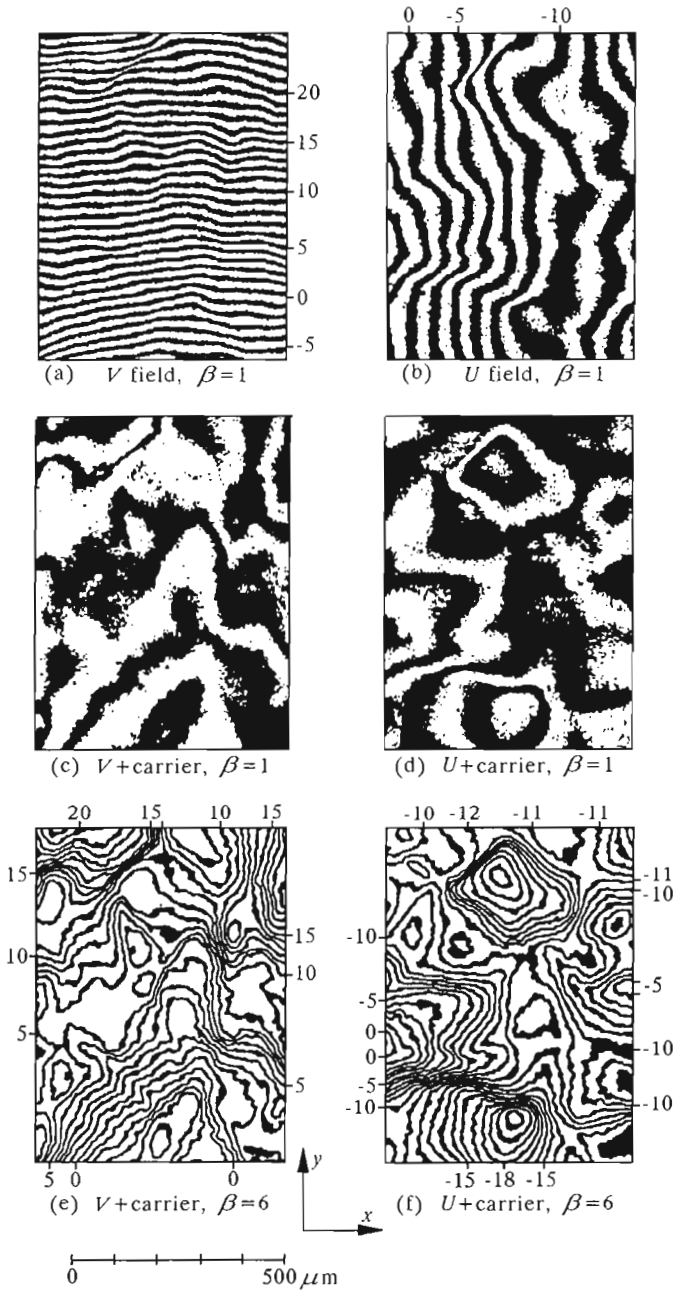 0 -5 -10
20
15
10
5
0
-5
(a) V field, β=1
(b) U field, β=1
(c) V+carrier, β=1
(d) U+carrier, β=1
20 15 10 15
-10 -12 -11 -11
15
10
5
15
10
5
-10
-5
0
0
-5
-10
-11
-10
-5
-10
-10
5 0 0
-15 -18 -15
(e) V+carrier, β=6
(f) U+carrier, β=6
y
x
0 500 μm